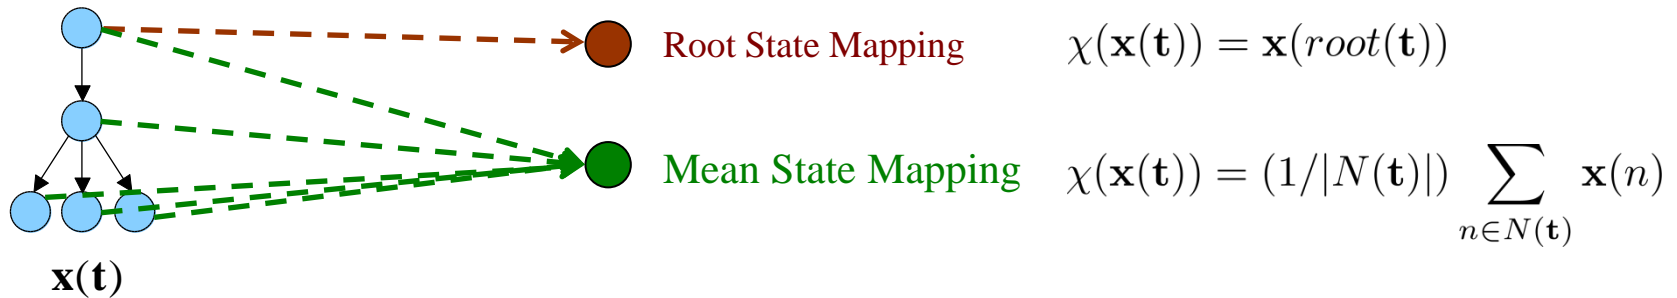 Root State Mapping χ(x(t)) = x(root(t))
Mean State Mapping χ(x(t)) = (1/|N(t)|) ∑ x(n)
n∈N(t)
x(t)